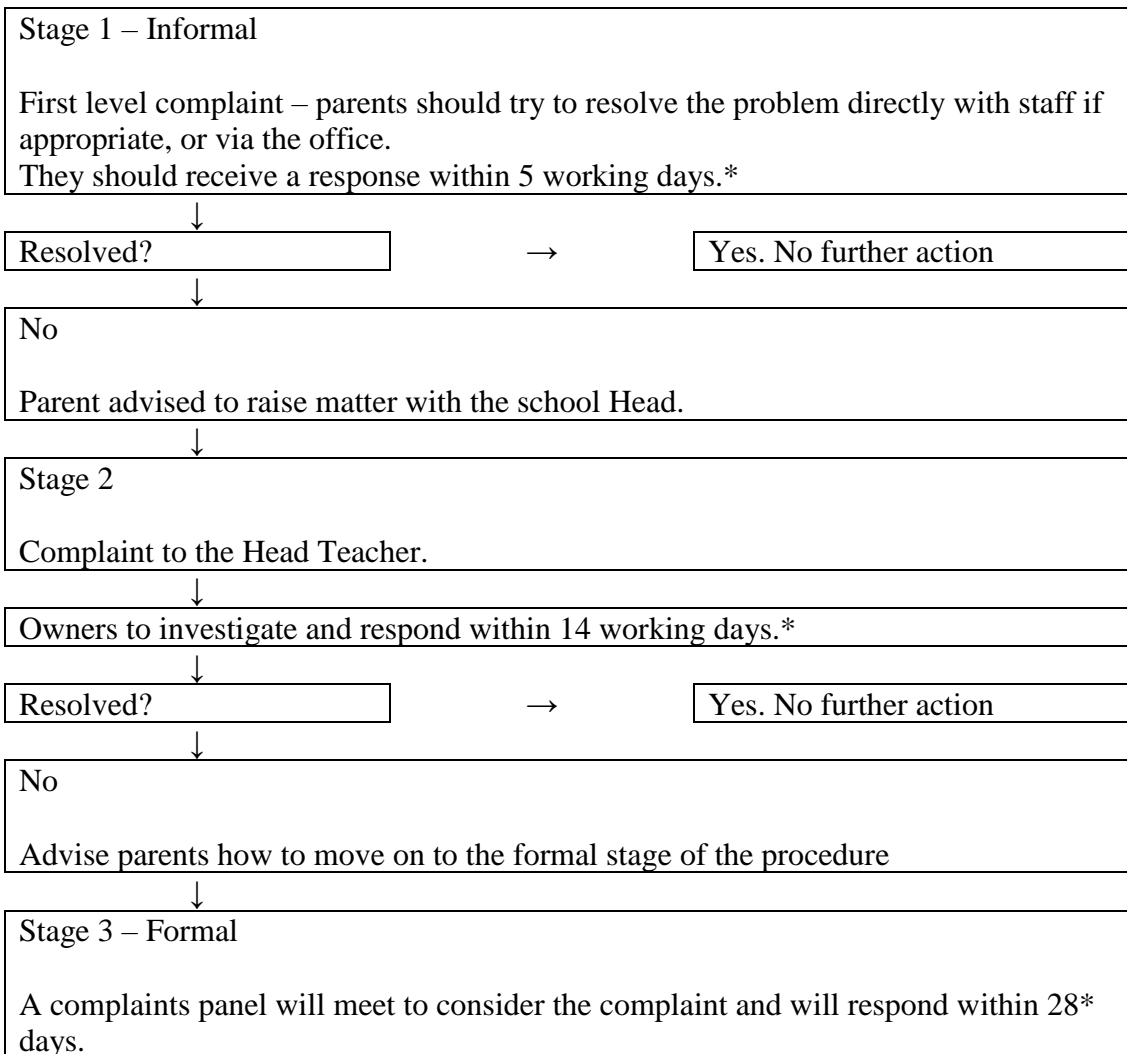 Stage 1 – Informal
First level complaint – parents should try to resolve the problem directly with staff if
appropriate, or via the office.
They should receive a response within 5 working days.*
↓
Resolved? → Yes. No further action
↓
No
Parent advised to raise matter with the school Head.
↓
Stage 2
Complaint to the Head Teacher.
↓
Owners to investigate and respond within 14 working days.*
↓
Resolved? → Yes. No further action
↓
No
Advise parents how to move on to the formal stage of the procedure
↓
Stage 3 – Formal
A complaints panel will meet to consider the complaint and will respond within 28*
days.